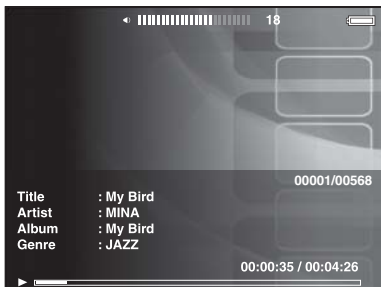 18
00001/00568
Title : My Bird
Artist : MINA
Album : My Bird
Genre : JAZZ
00:00:35 / 00:04:26